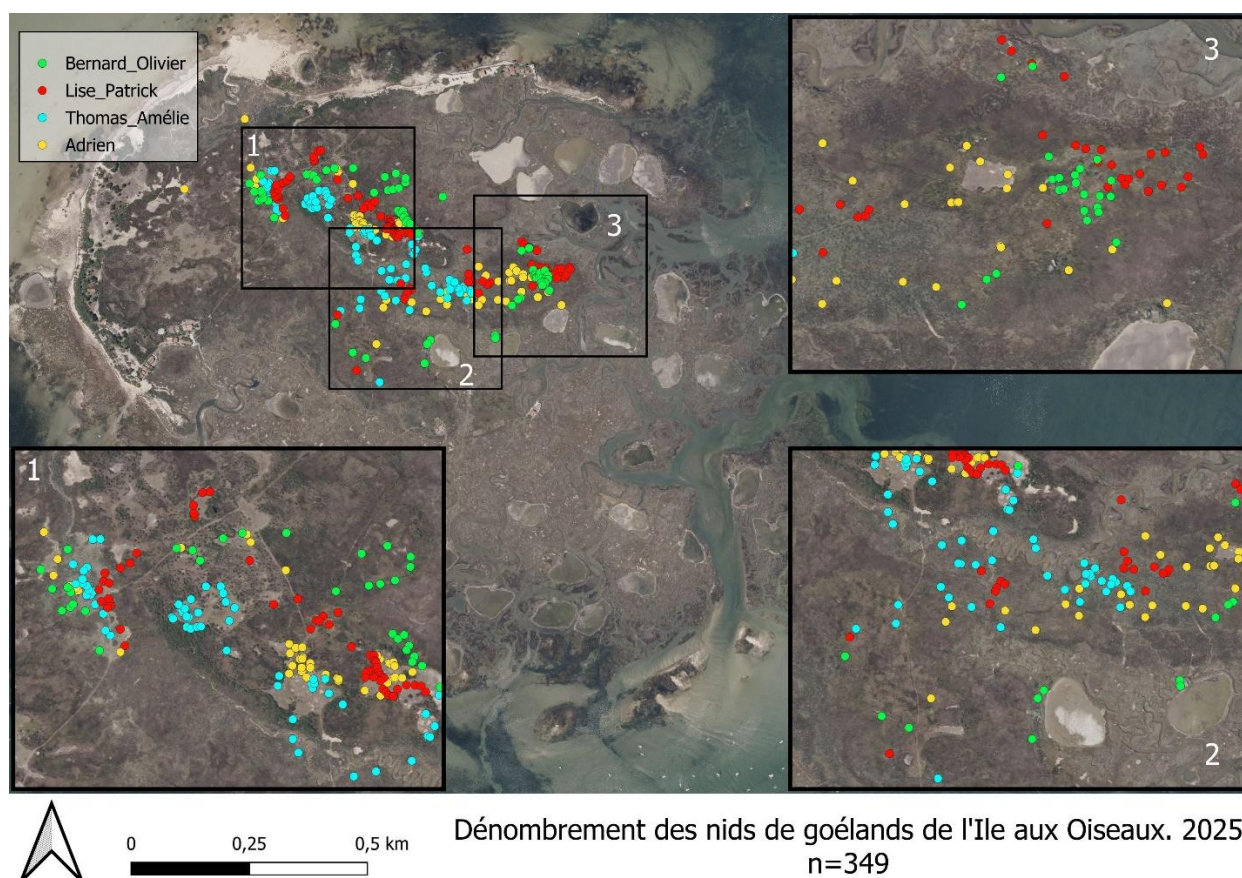 Bernard_Olivier
Lise_Patrick
Thomas_Amélie
Adrien
1
2
3
3
1
2
0
0,25
0,5 km
Dénombrement des nids de goélands de l'Ile aux Oiseaux. 2025
n=349